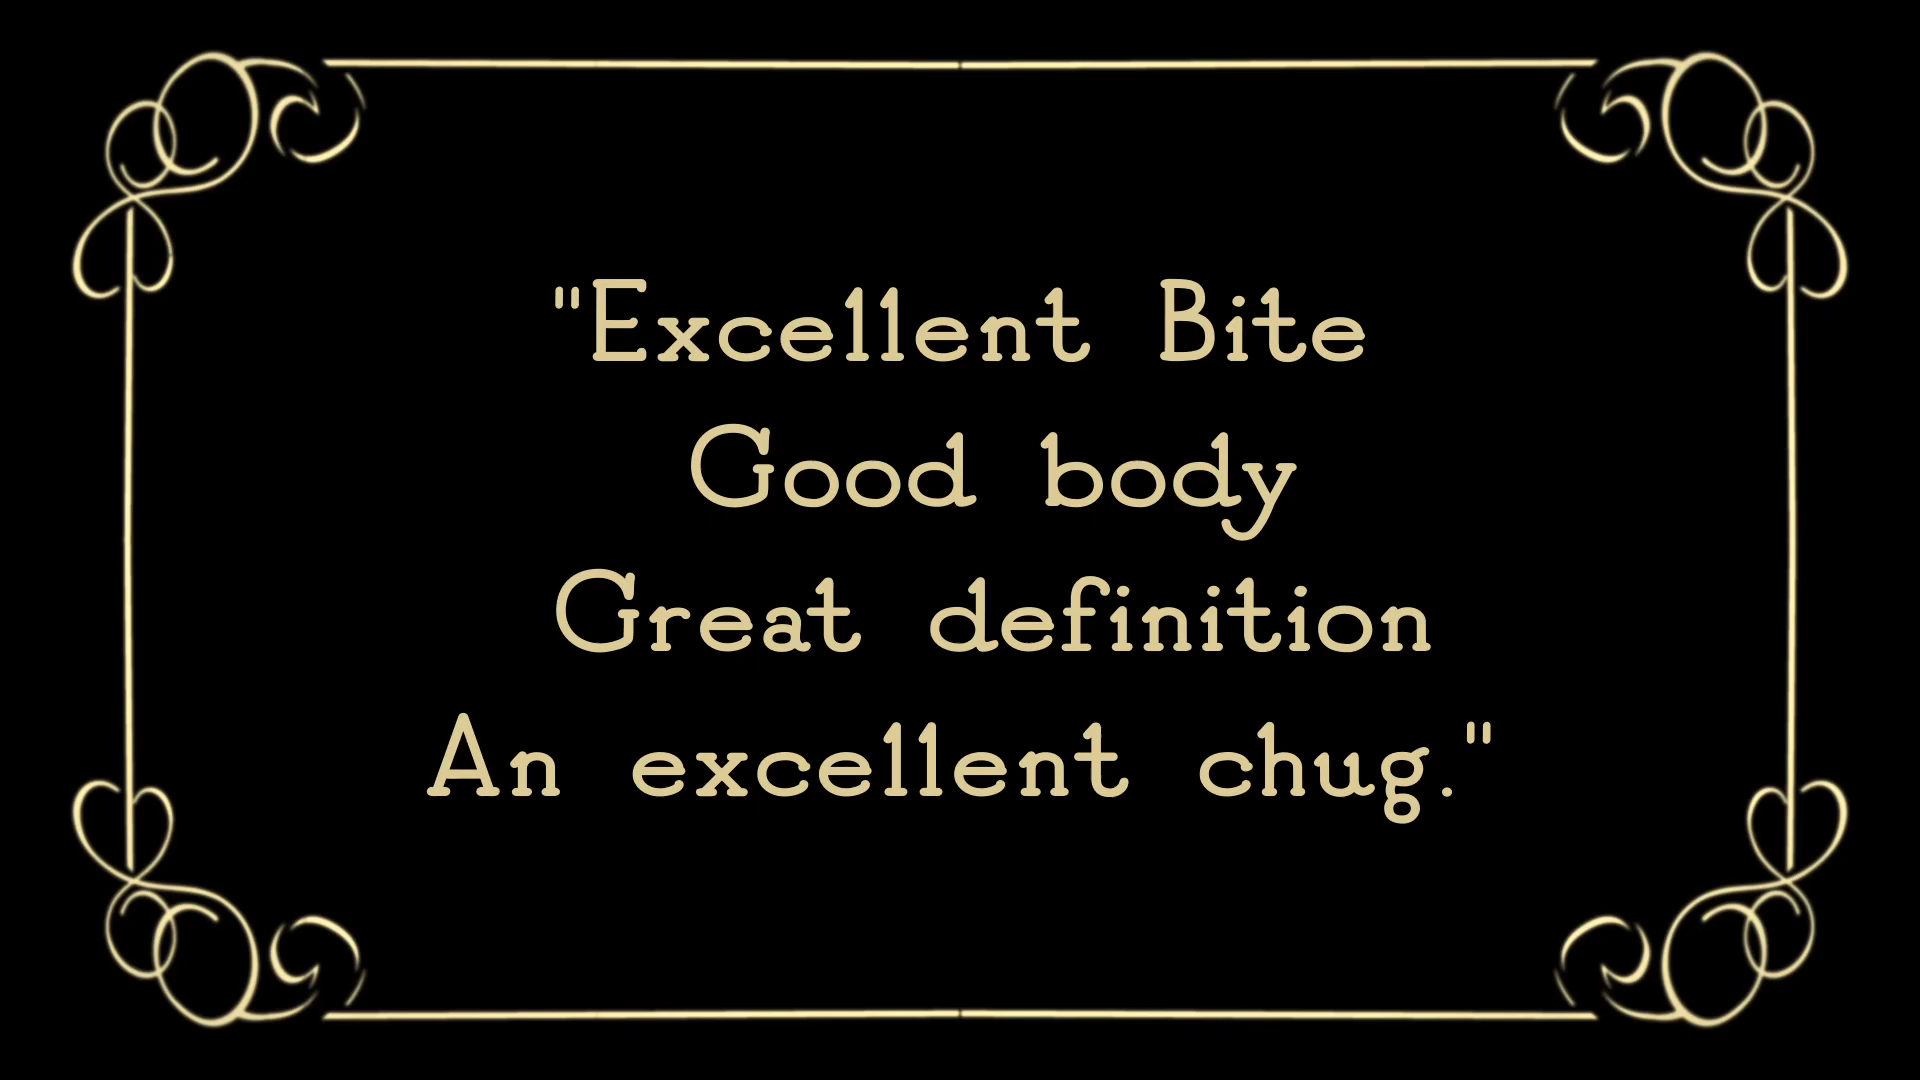 "Excellent Bite
Good body
Great definition
An excellent chug."